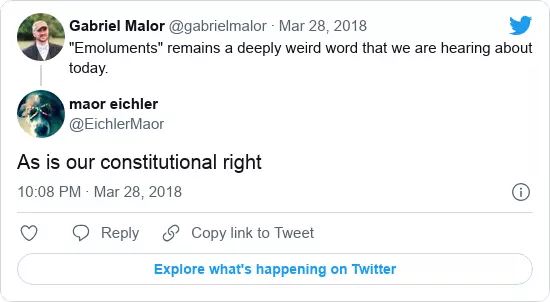 Gabriel Malor @gabrielmalor · Mar 28, 2018
"Emoluments" remains a deeply weird word that we are hearing about
today.
maor eichler
@EichlerMaor
As is our constitutional right
10:08 PM · Mar 28, 2018
Reply Copy link to Tweet
Explore what's happening on Twitter